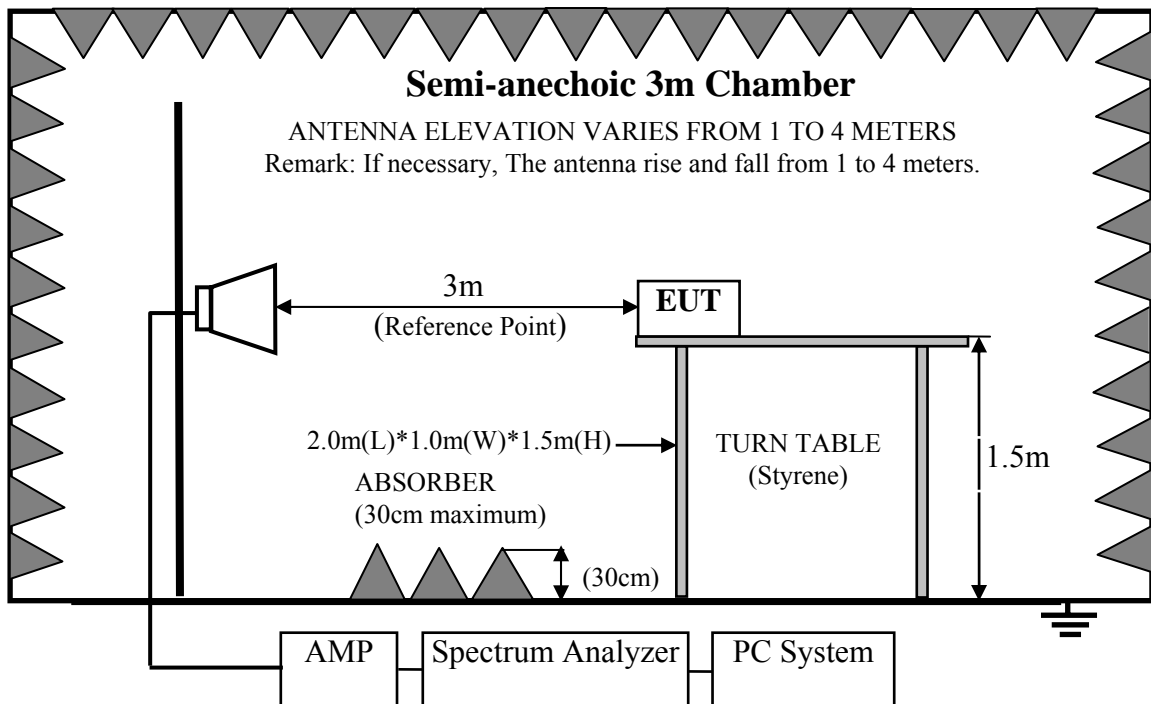 Semi-anechoic 3m Chamber
ANTENNA ELEVATION VARIES FROM 1 TO 4 METERS
Remark: If necessary, The antenna rise and fall from 1 to 4 meters.
3m
(Reference Point)
EUT
2.0m(L)*1.0m(W)*1.5m(H)
TURN TABLE
(Styrene)
1.5m
ABSORBER
(30cm maximum)
(30cm)
AMP
Spectrum Analyzer
PC System